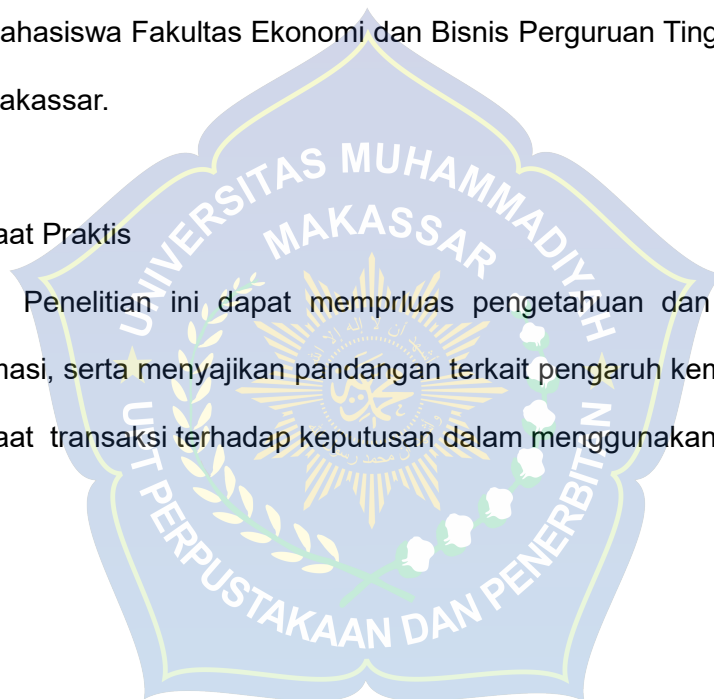 ahasiswa Fakultas Ekonomi dan Bisnis Perguruan Ting
akassar.
aat Praktis
Penelitian ini dapat memprluas pengetahuan dan
masi, serta menyajikan pandangan terkait pengaruh kem
aat transaksi terhadap keputusan dalam menggunakan
UNIVERSITAS MUHAMMADIYAH
MAKASSAR
UPT PERPUSTAKAAN DAN PENERBITAN